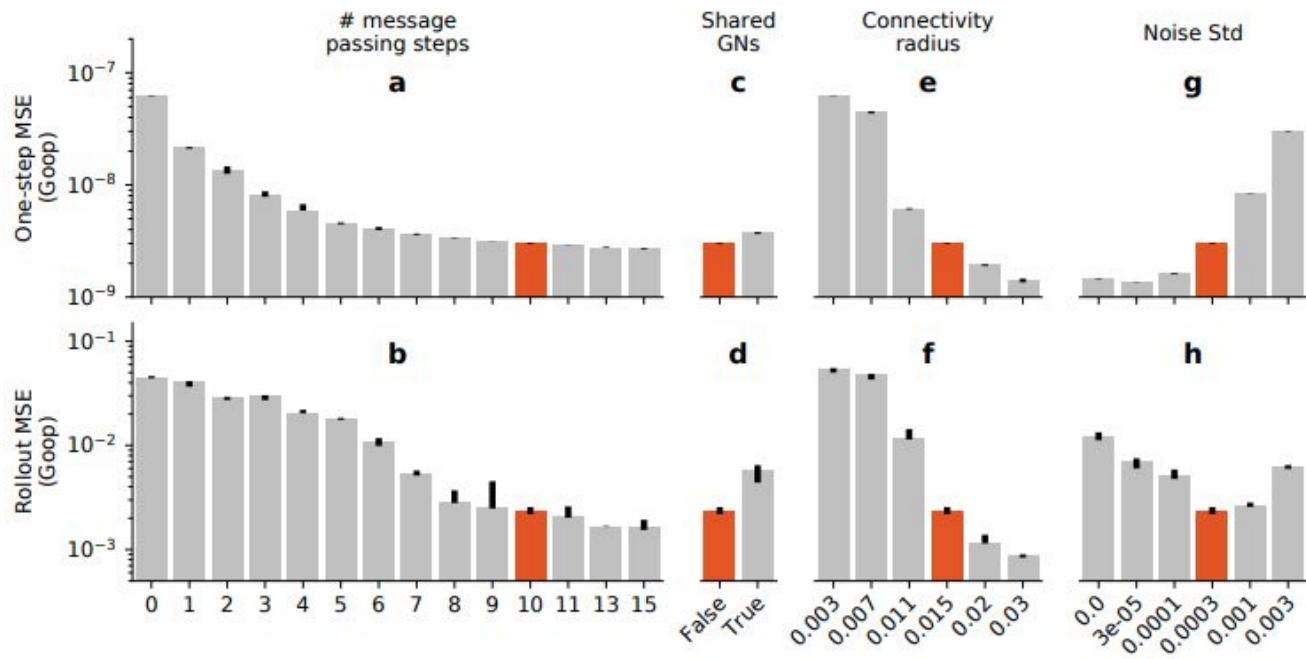 # message
passing steps
Shared
GNs
Connectivity
radius
Noise Std
a
c
e
g
One-step MSE
(Goop)
10⁻⁷
10⁻⁸
10⁻⁹
b
d
f
h
Rollout MSE
(Goop)
10⁻¹
10⁻²
10⁻³
0 1 2 3 4 5 6 7 8 9 10 11 13 15
False True
0.003 0.007 0.011 0.015 0.02 0.03
0.0 3e-05 0.0001 0.0003 0.001 0.003